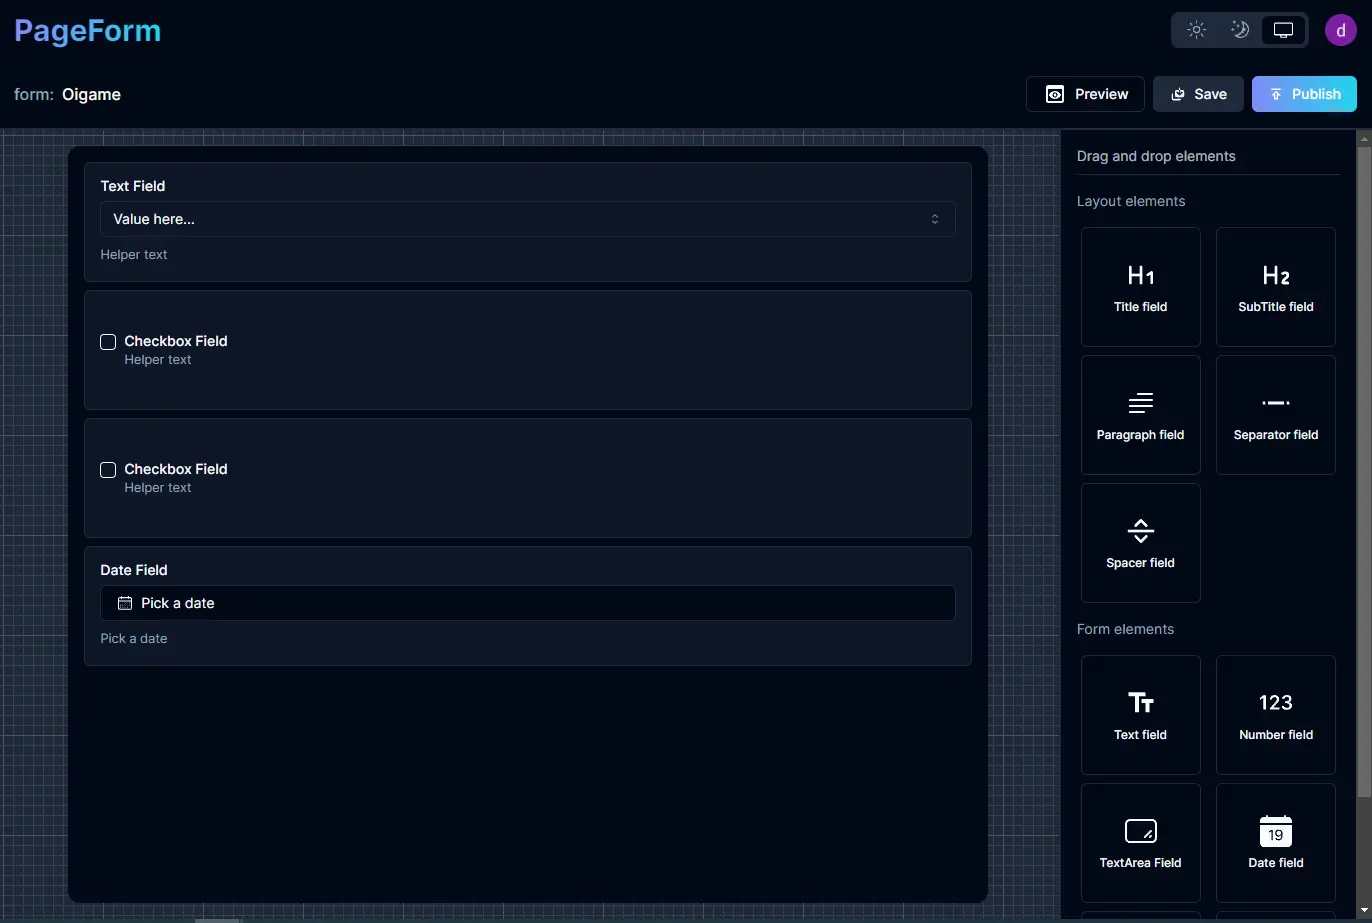 PageForm
d
form: Oigame
Preview
Save
Publish
Text Field
Value here...
Helper text
Checkbox Field
Helper text
Checkbox Field
Helper text
Date Field
Pick a date
Pick a date
Drag and drop elements
Layout elements
H1
Title field
H2
SubTitle field
Paragraph field
Separator field
Spacer field
Form elements
TT
Text field
123
Number field
TextArea Field
19
Date field